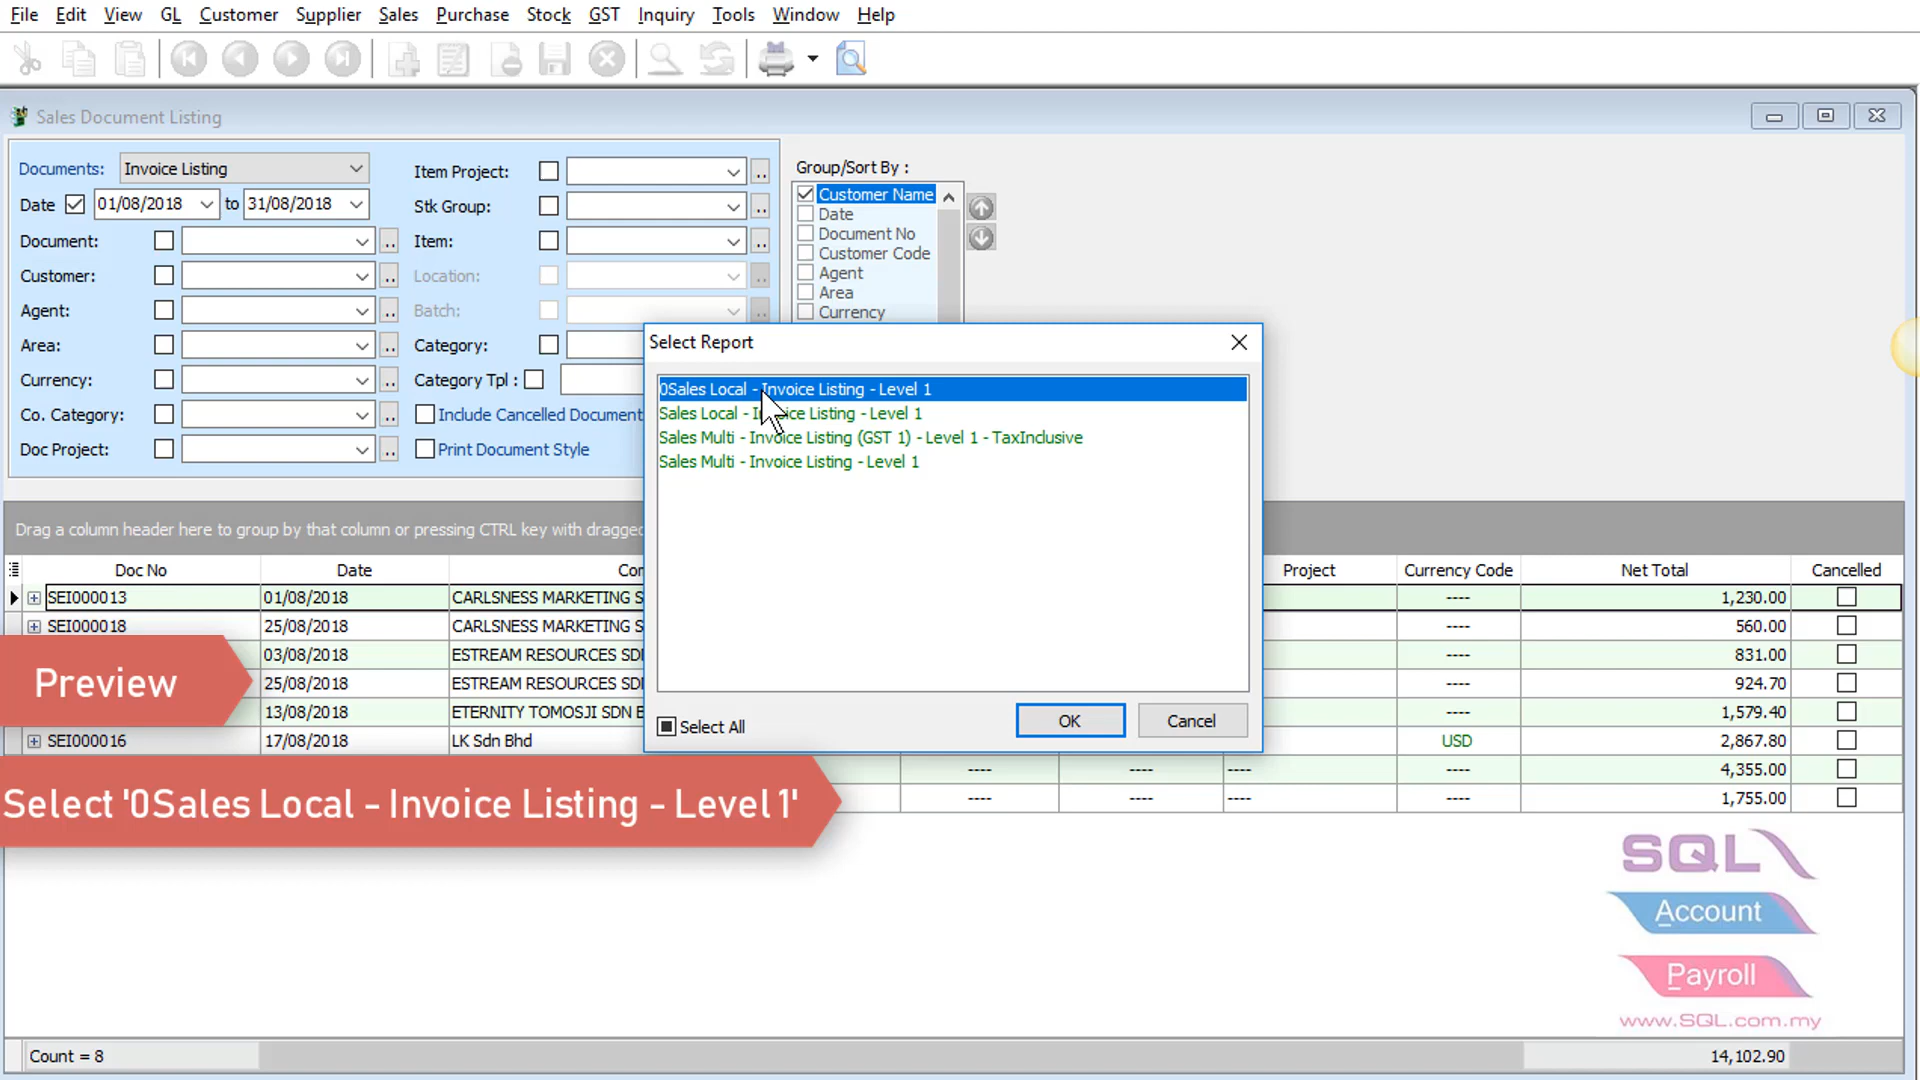 File Edit View GL Customer Supplier Sales Purchase Stock GST Inquiry Tools Window Help
Sales Document Listing
Documents: Invoice Listing
Date 01/08/2018 to 31/08/2018
Document:
Customer:
Agent:
Area:
Currency:
Co. Category:
Doc Project:
Item Project:
Stk Group:
Item:
Location:
Batch:
Category:
Category Tpl :
Include Cancelled Document
Print Document Style
Group/Sort By :
Customer Name
Date
Document No
Customer Code
Agent
Area
Currency
Select Report
0Sales Local - Invoice Listing - Level 1
Sales Local - Invoice Listing - Level 1
Sales Multi - Invoice Listing (GST 1) - Level 1 - TaxInclusive
Sales Multi - Invoice Listing - Level 1
Select All OK Cancel
Drag a column header here to group by that column or pressing CTRL key with dragged
Doc No Date Project Currency Code Net Total Cancelled
SEI000013 01/08/2018 CARLSNESS MARKETING S ---- 1,230.00
SEI000018 25/08/2018 CARLSNESS MARKETING S ---- 560.00
03/08/2018 ESTREAM RESOURCES SD ---- 831.00
25/08/2018 ESTREAM RESOURCES SD ---- 924.70
13/08/2018 ETERNITY TOMOSJI SDN B ---- 1,579.40
SEI000016 17/08/2018 LK Sdn Bhd USD 2,867.80
---- ---- ---- ---- 4,355.00
---- ---- ---- ---- 1,755.00
Preview
Select '0Sales Local - Invoice Listing - Level 1'
SQL
Account
Payroll
www.SQL.com.my
Count = 8 14,102.90